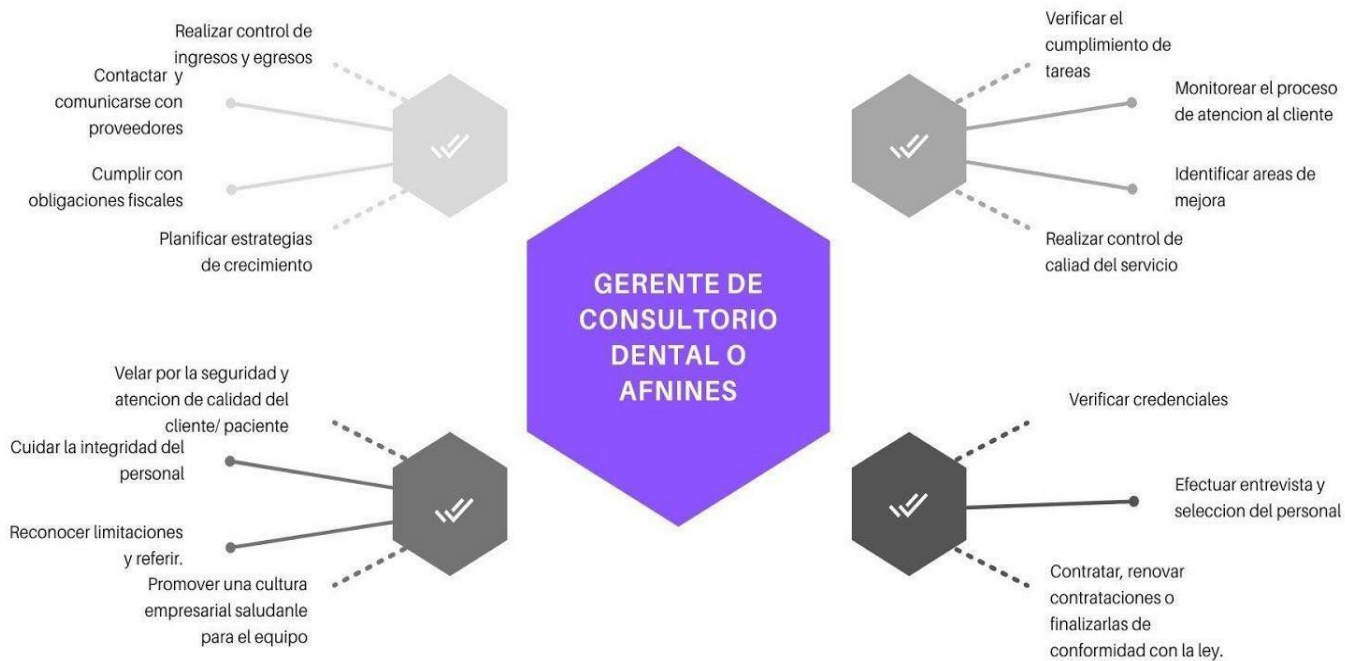 Realizar control de
ingresos y egresos
Contactar y
comunicarse con
proveedores
Cumplir con
obligaciones fiscales
Planificar estrategias
de crecimiento
Verificar el
cumplimiento de
tareas
Monitorear el proceso
de atencion al cliente
Identificar areas de
mejora
Realizar control de
caliad del servicio
GERENTE DE
CONSULTORIO
DENTAL O
AFNINES
Velar por la seguridad y
atencion de calidad del
cliente/ paciente
Cuidar la integridad del
personal
Reconocer limitaciones
y referir.
Promover una cultura
empresarial saludanle
para el equipo
Verificar credenciales
Efectuar entrevista y
seleccion del personal
Contratar, renovar
contrataciones o
finalizarlas de
conformidad con la ley.